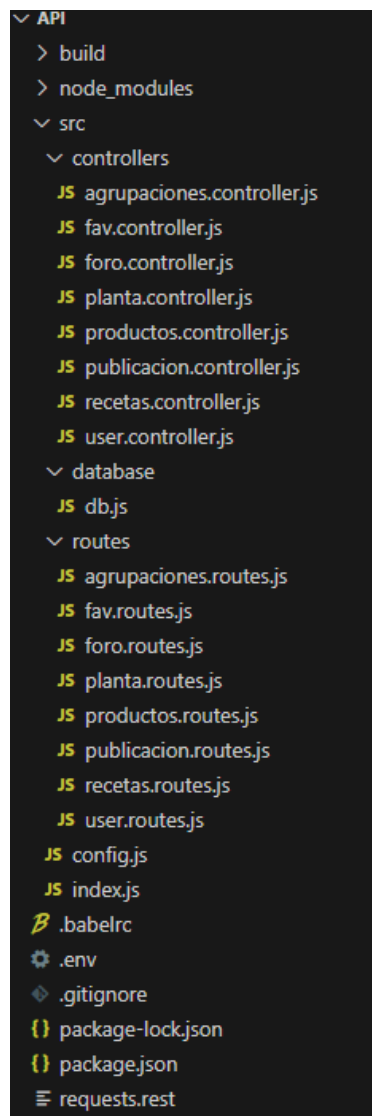 API
build
node_modules
src
controllers
JS agrupaciones.controller.js
JS fav.controller.js
JS foro.controller.js
JS planta.controller.js
JS productos.controller.js
JS publicacion.controller.js
JS recetas.controller.js
JS user.controller.js
database
JS db.js
routes
JS agrupaciones.routes.js
JS fav.routes.js
JS foro.routes.js
JS planta.routes.js
JS productos.routes.js
JS publicacion.routes.js
JS recetas.routes.js
JS user.routes.js
JS config.js
JS index.js
.babelrc
.env
.gitignore
{} package-lock.json
{} package.json
requests.rest